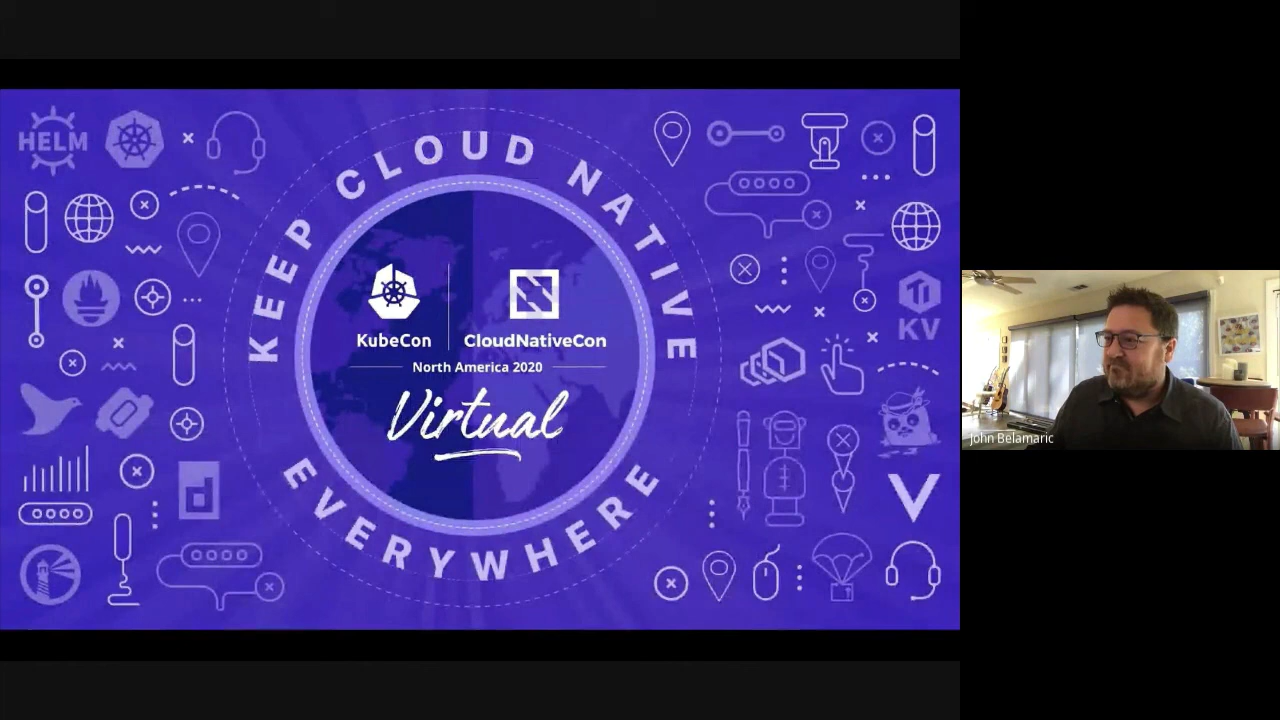 HELM
KEEP CLOUD NATIVE
KubeCon
CloudNativeCon
North America 2020
Virtual
EVERYWHERE
KV
d
V
John Belamaric